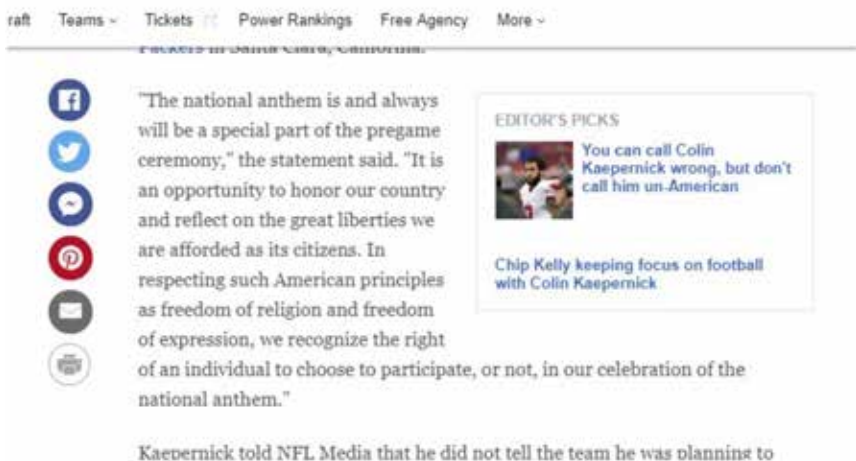 raft Teams Tickets Power Rankings Free Agency More
Packers in Santa Clara, California.
"The national anthem is and always
will be a special part of the pregame
ceremony," the statement said. "It is
an opportunity to honor our country
and reflect on the great liberties we
are afforded as its citizens. In
respecting such American principles
as freedom of religion and freedom
of expression, we recognize the right
of an individual to choose to participate, or not, in our celebration of the
national anthem."
EDITOR'S PICKS
You can call Colin
Kaepernick wrong, but don't
call him un-American
Chip Kelly keeping focus on football
with Colin Kaepernick
Kaepernick told NFL Media that he did not tell the team he was planning to